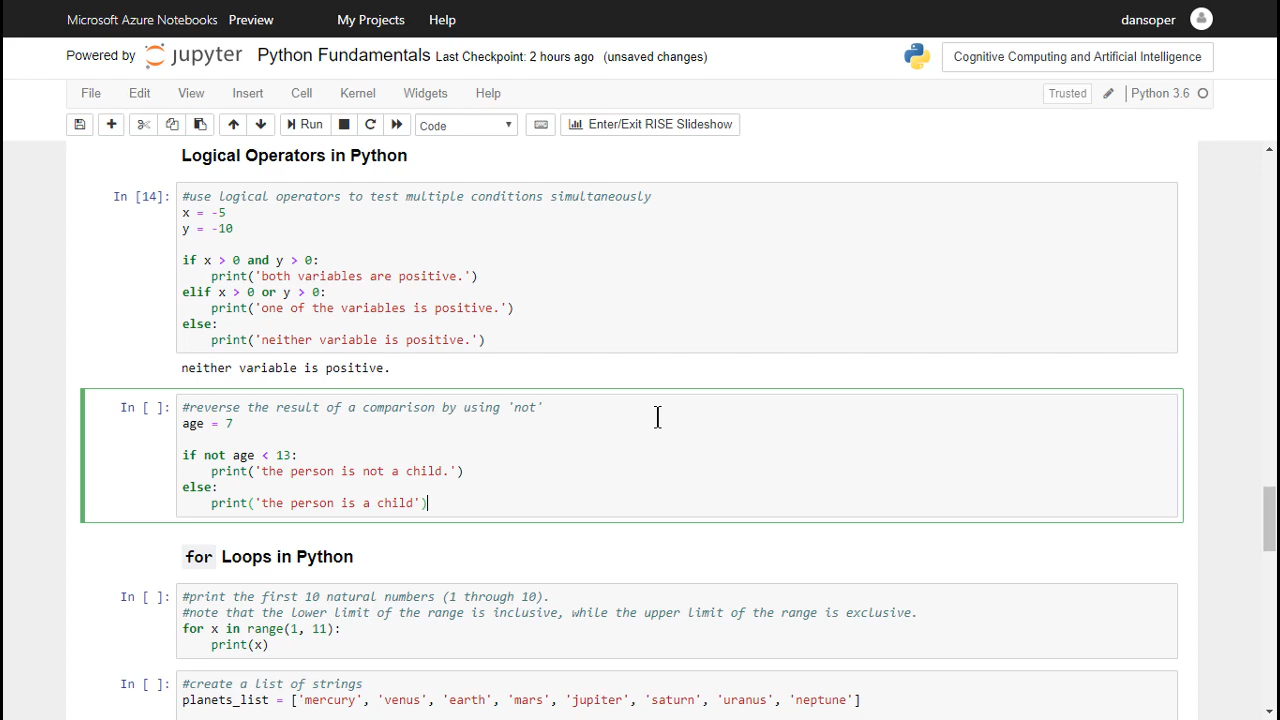 Microsoft Azure Notebooks Preview My Projects Help dansoper
Powered by jupyter Python Fundamentals Last Checkpoint: 2 hours ago (unsaved changes) Cognitive Computing and Artificial Intelligence
File Edit View Insert Cell Kernel Widgets Help Trusted Python 3.6
Run Code Enter/Exit RISE Slideshow
Logical Operators in Python
In [14]: #use logical operators to test multiple conditions simultaneously
x = -5
y = -10
if x > 0 and y > 0:
print('both variables are positive.')
elif x > 0 or y > 0:
print('one of the variables is positive.')
else:
print('neither variable is positive.')
neither variable is positive.
In [ ]: #reverse the result of a comparison by using 'not'
age = 7
if not age < 13:
print('the person is not a child.')
else:
print('the person is a child')
for Loops in Python
In [ ]: #print the first 10 natural numbers (1 through 10).
#note that the lower limit of the range is inclusive, while the upper limit of the range is exclusive.
for x in range(1, 11):
print(x)
In [ ]: #create a list of strings
planets_list = ['mercury', 'venus', 'earth', 'mars', 'jupiter', 'saturn', 'uranus', 'neptune']